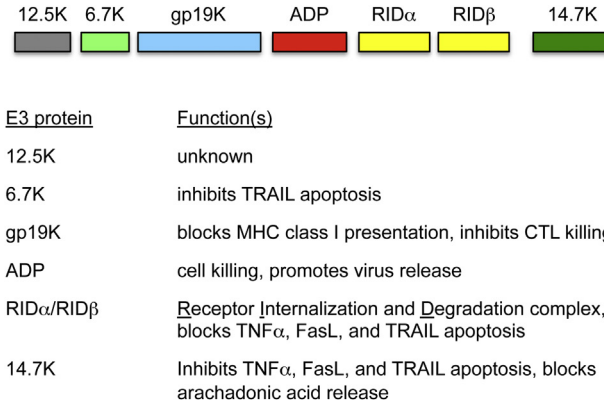 12.5K 6.7K gp19K ADP RIDα RIDβ 14.7K
E3 protein Function(s)
12.5K unknown
6.7K inhibits TRAIL apoptosis
gp19K blocks MHC class I presentation, inhibits CTL killing
ADP cell killing, promotes virus release
RIDα/RIDβ Receptor Internalization and Degradation complex,
blocks TNFα, FasL, and TRAIL apoptosis
14.7K Inhibits TNFα, FasL, and TRAIL apoptosis, blocks
arachadonic acid release